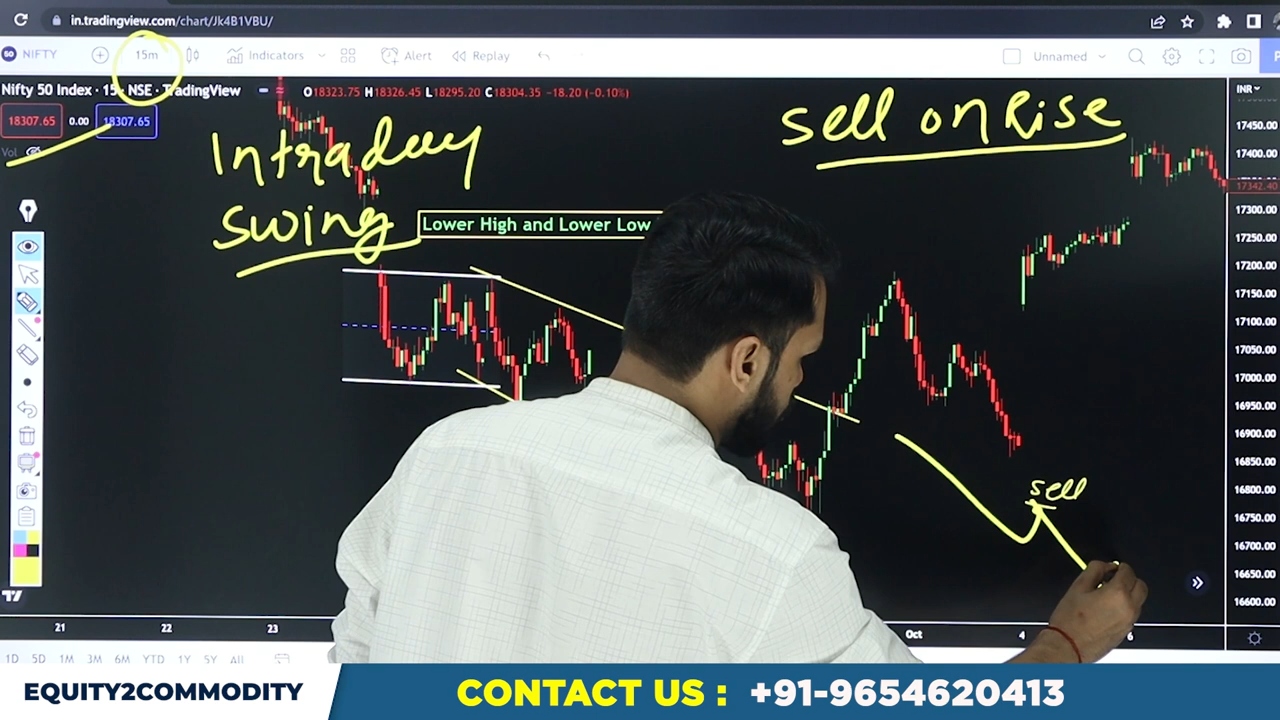 in.tradingview.com/chart/Jk4B1VBU/
50 NIFTY 15m Indicators Alert Replay Unnamed
Nifty 50 Index · 15 · NSE · TradingView O18323.75 H18326.45 L18295.20 C18304.35 -18.20 (-0.10%)
INR
18307.65 0.00 18307.65
Vol
Intraday
swing
sell on Rise
Lower High and Lower Low
17450.00
17400.00
17342.40
17300.00
17250.00
17200.00
17150.00
17100.00
17050.00
17000.00
16950.00
16900.00
16850.00
16800.00
16750.00
16700.00
16650.00
16600.00
sell
21 22 23 Oct 4 6
1D 5D 1M 3M 6M YTD 1Y 5Y All
EQUITY2COMMODITY
CONTACT US : +91-9654620413